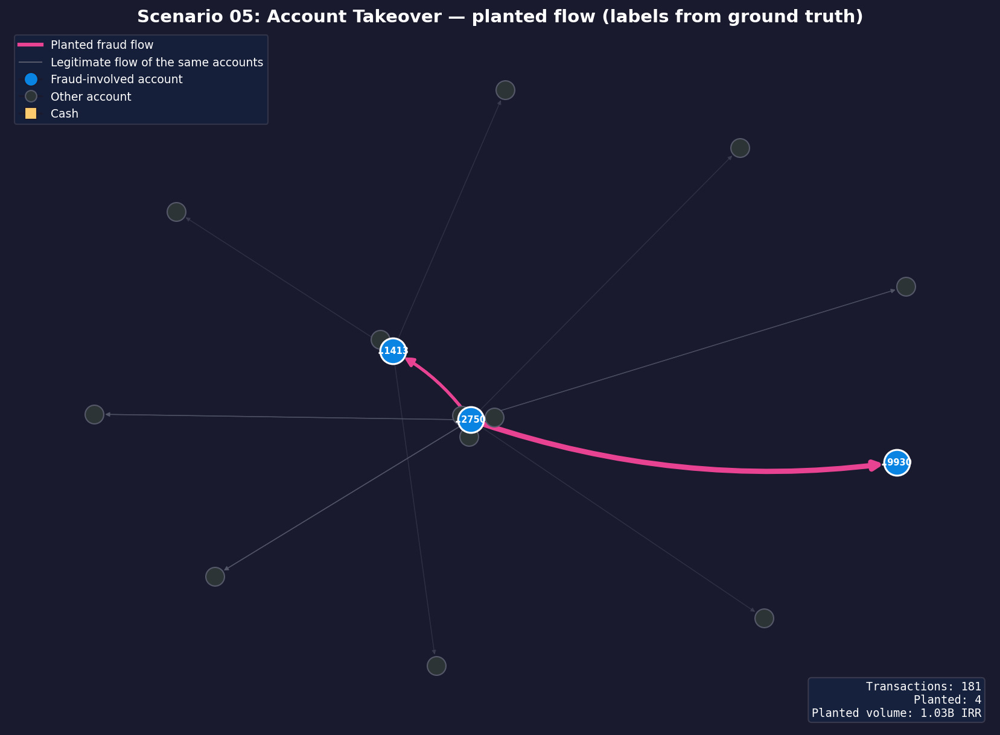 Scenario 05: Account Takeover — planted flow (labels from ground truth)
Planted fraud flow
Legitimate flow of the same accounts
Fraud-involved account
Other account
Cash
.1413
.2750
.9930
Transactions: 181
Planted: 4
Planted volume: 1.03B IRR